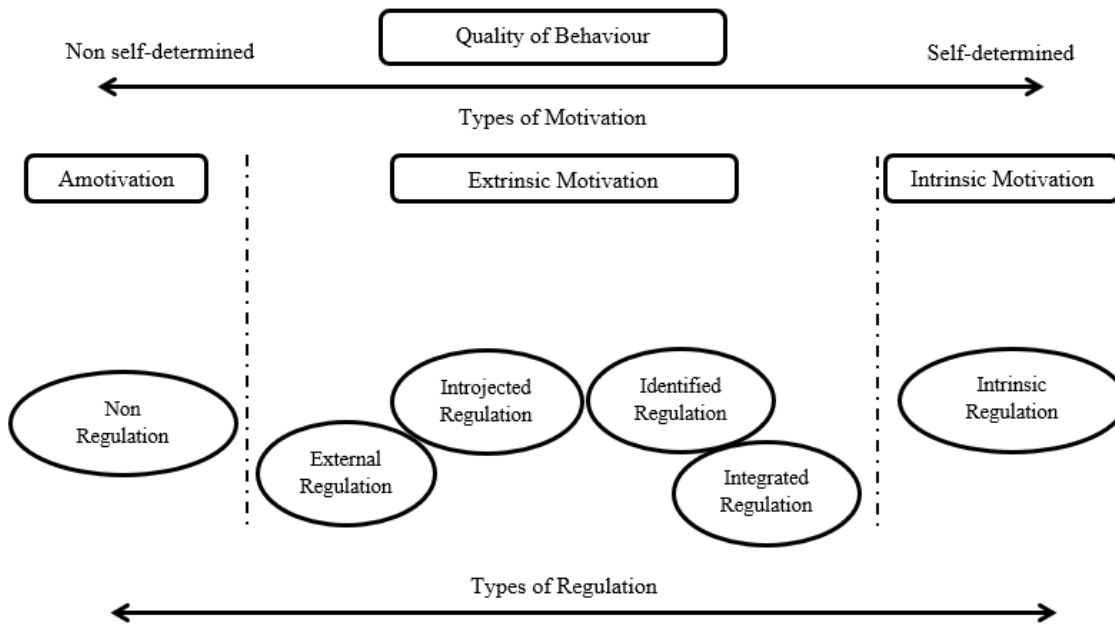 Quality of Behaviour
Non self-determined
Self-determined
Types of Motivation
Amotivation
Extrinsic Motivation
Intrinsic Motivation
Non
Regulation
External
Regulation
Introjected
Regulation
Identified
Regulation
Integrated
Regulation
Intrinsic
Regulation
Types of Regulation